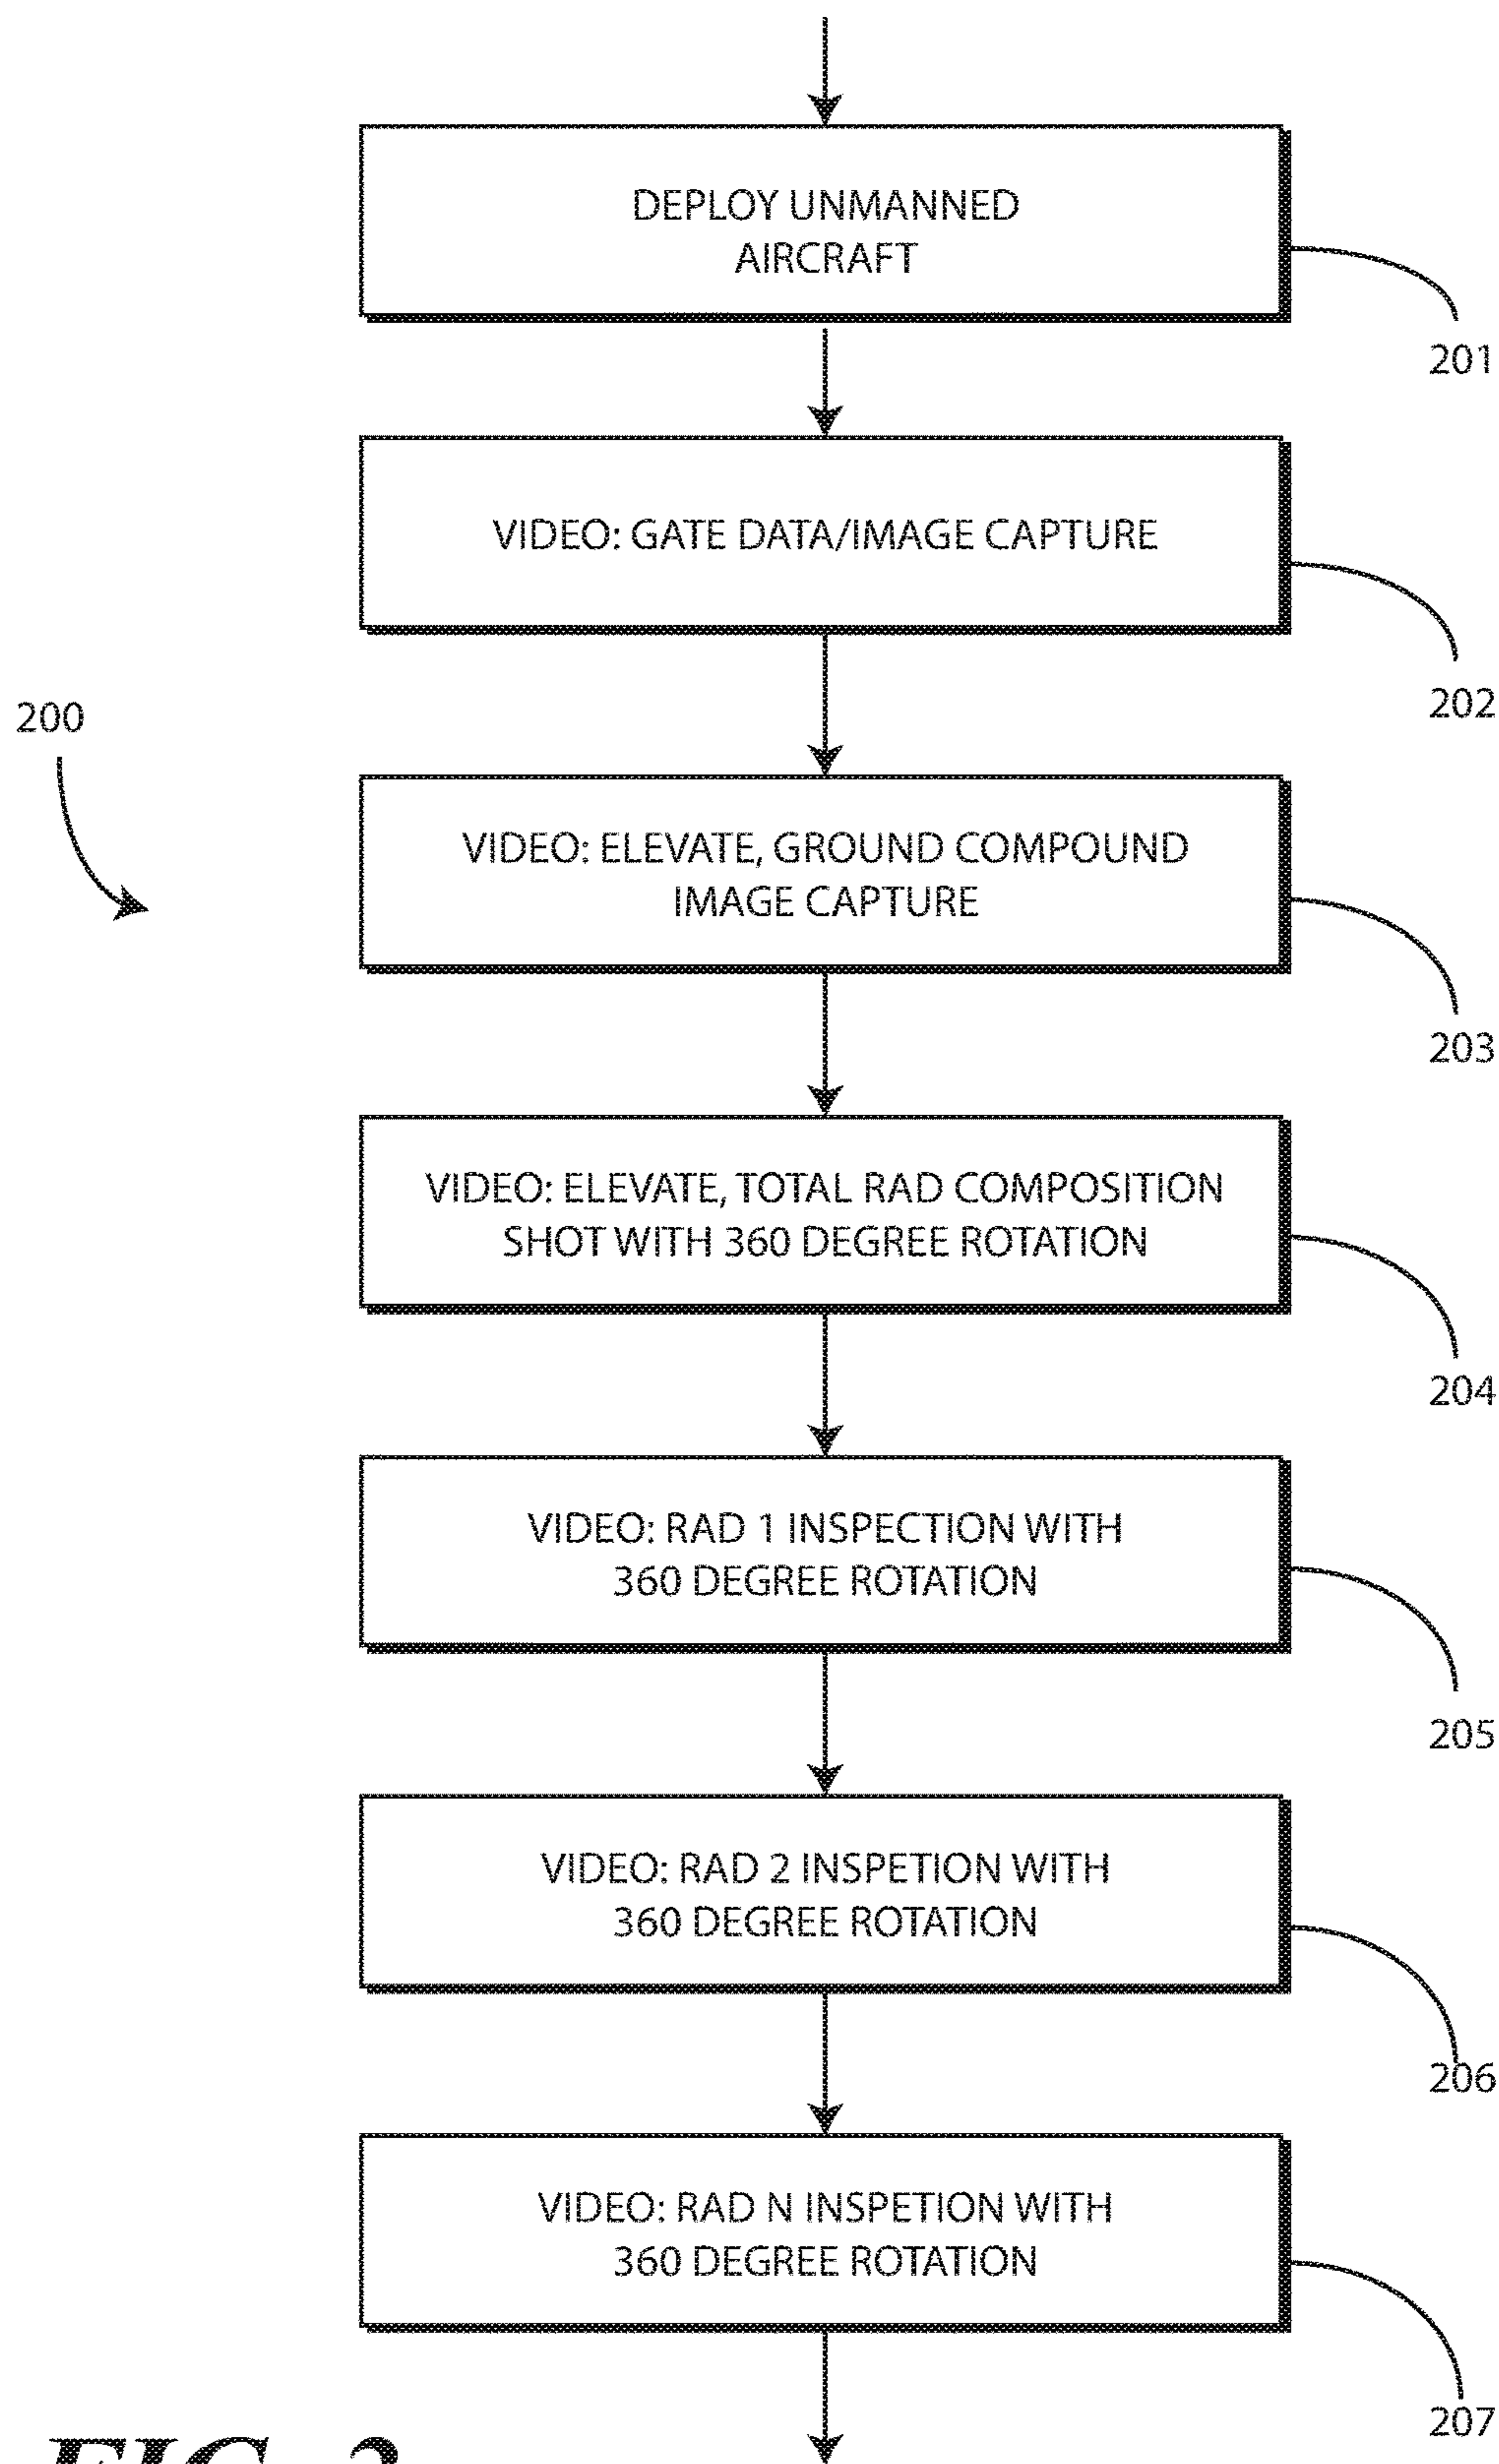 DEPLOY UNMANNED
AIRCRAFT
201
VIDEO: GATE DATA/IMAGE CAPTURE
202
200
VIDEO: ELEVATE, GROUND COMPOUND
IMAGE CAPTURE
203
VIDEO: ELEVATE, TOTAL RAD COMPOSITION
SHOT WITH 360 DEGREE ROTATION
204
VIDEO: RAD 1 INSPECTION WITH
360 DEGREE ROTATION
205
VIDEO: RAD 2 INSPETION WITH
360 DEGREE ROTATION
206
VIDEO: RAD N INSPETION WITH
360 DEGREE ROTATION
207
FIG. 2